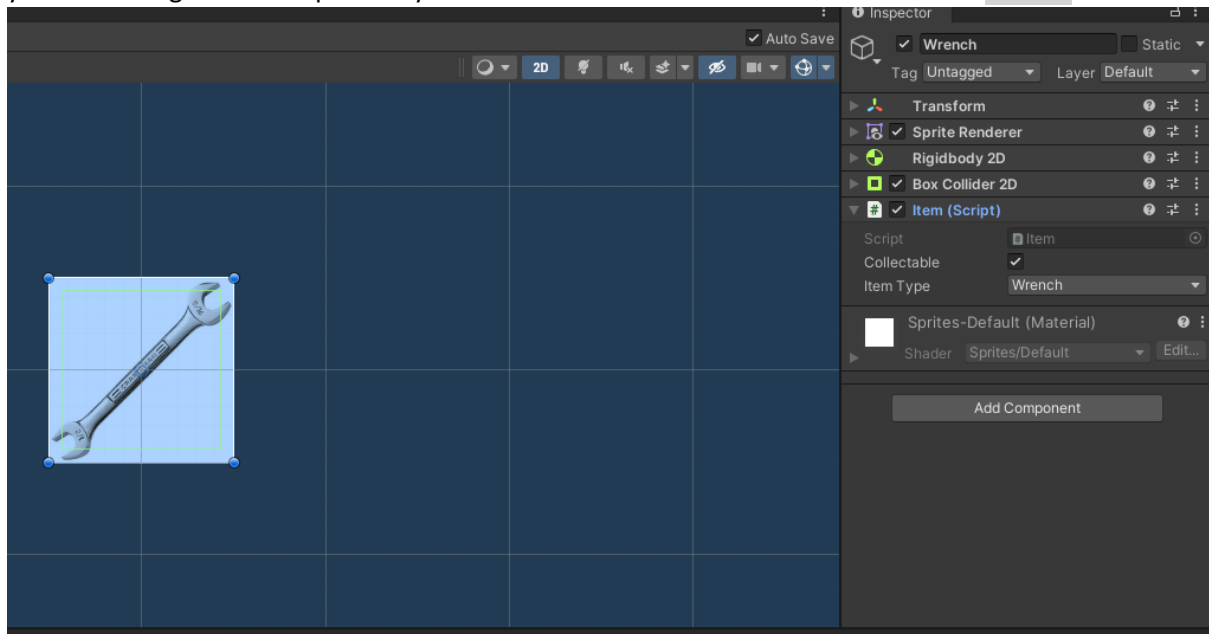 Inspector
Auto Save
Wrench
Static
2D
Tag Untagged Layer Default
Transform
Sprite Renderer
Rigidbody 2D
Box Collider 2D
# Item (Script)
Script Item
Collectable
Item Type Wrench
Sprites-Default (Material)
Shader Sprites/Default Edit...
Add Component